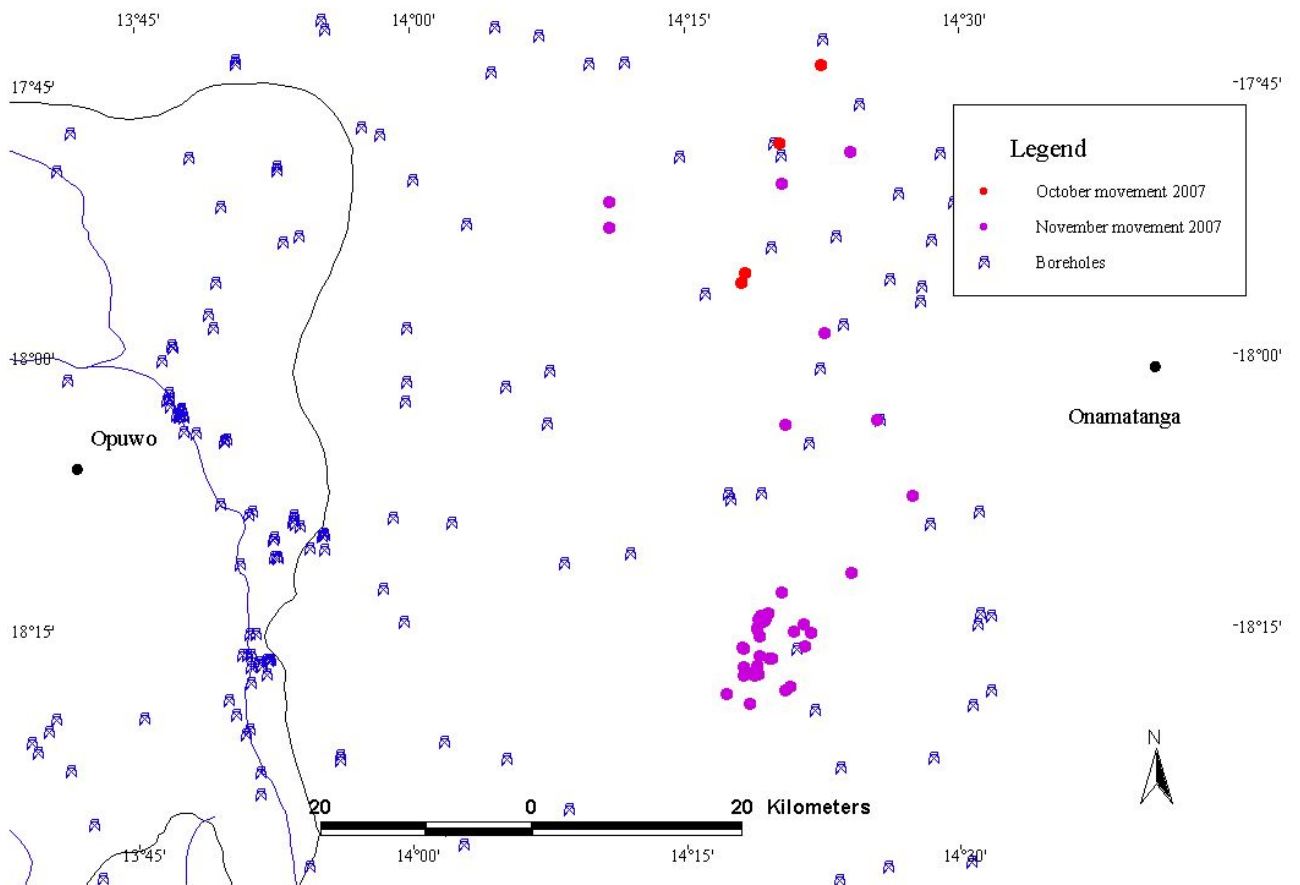 13°45' 14°00' 14°15' 14°30'
17°45' 17°45'
Legend
October movement 2007
November movement 2007
Boreholes
18°00' 18°00'
Onamatanga
Opuwo
18°15' 18°15'
N
20 0 20 Kilometers
13°45' 14°00' 14°15' 14°30'